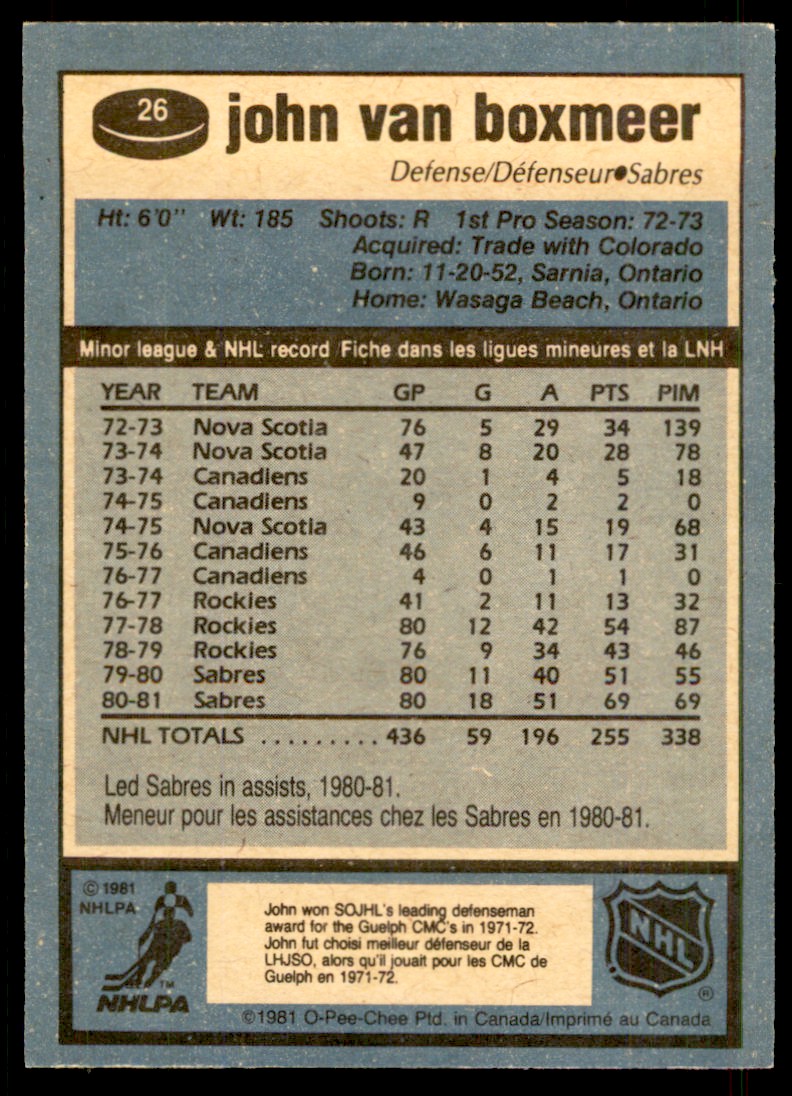 26
john van boxmeer
Defense/Défenseur•Sabres
Ht: 6'0" Wt: 185 Shoots: R 1st Pro Season: 72-73
Acquired: Trade with Colorado
Born: 11-20-52, Sarnia, Ontario
Home: Wasaga Beach, Ontario
Minor league & NHL record/Fiche dans les ligues mineures et la LNH
YEAR TEAM GP G A PTS PIM
72-73 Nova Scotia 76 5 29 34 139
73-74 Nova Scotia 47 8 20 28 78
73-74 Canadiens 20 1 4 5 18
74-75 Canadiens 9 0 2 2 0
74-75 Nova Scotia 43 4 15 19 68
75-76 Canadiens 46 6 11 17 31
76-77 Canadiens 4 0 1 1 0
76-77 Rockies 41 2 11 13 32
77-78 Rockies 80 12 42 54 87
78-79 Rockies 76 9 34 43 46
79-80 Sabres 80 11 40 51 55
80-81 Sabres 80 18 51 69 69
NHL TOTALS ......... 436 59 196 255 338
Led Sabres in assists, 1980-81.
Meneur pour les assistances chez les Sabres en 1980-81.
© 1981
NHLPA
TM
NHLPA
John won SOJHL's leading defenseman
award for the Guelph CMC's in 1971-72.
John fut choisi meilleur défenseur de la
LHJSO, alors qu'il jouait pour les CMC de
Guelph en 1971-72.
NHL
®
©1981 O-Pee-Chee Ptd. in Canada/Imprimé au Canada